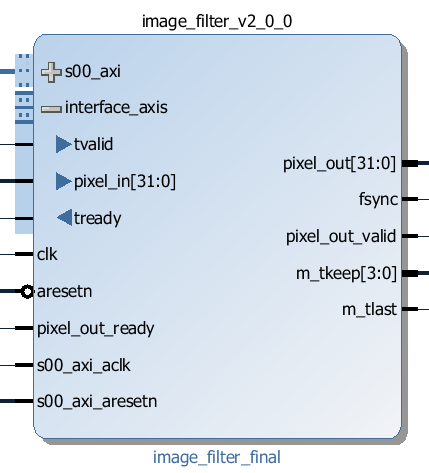 image_filter_v2_0_0
s00_axi
interface_axis
tvalid
pixel_in[31:0]
tready
clk
aresetn
pixel_out_ready
s00_axi_aclk
s00_axi_aresetn
pixel_out[31:0]
fsync
pixel_out_valid
m_tkeep[3:0]
m_tlast
image_filter_final